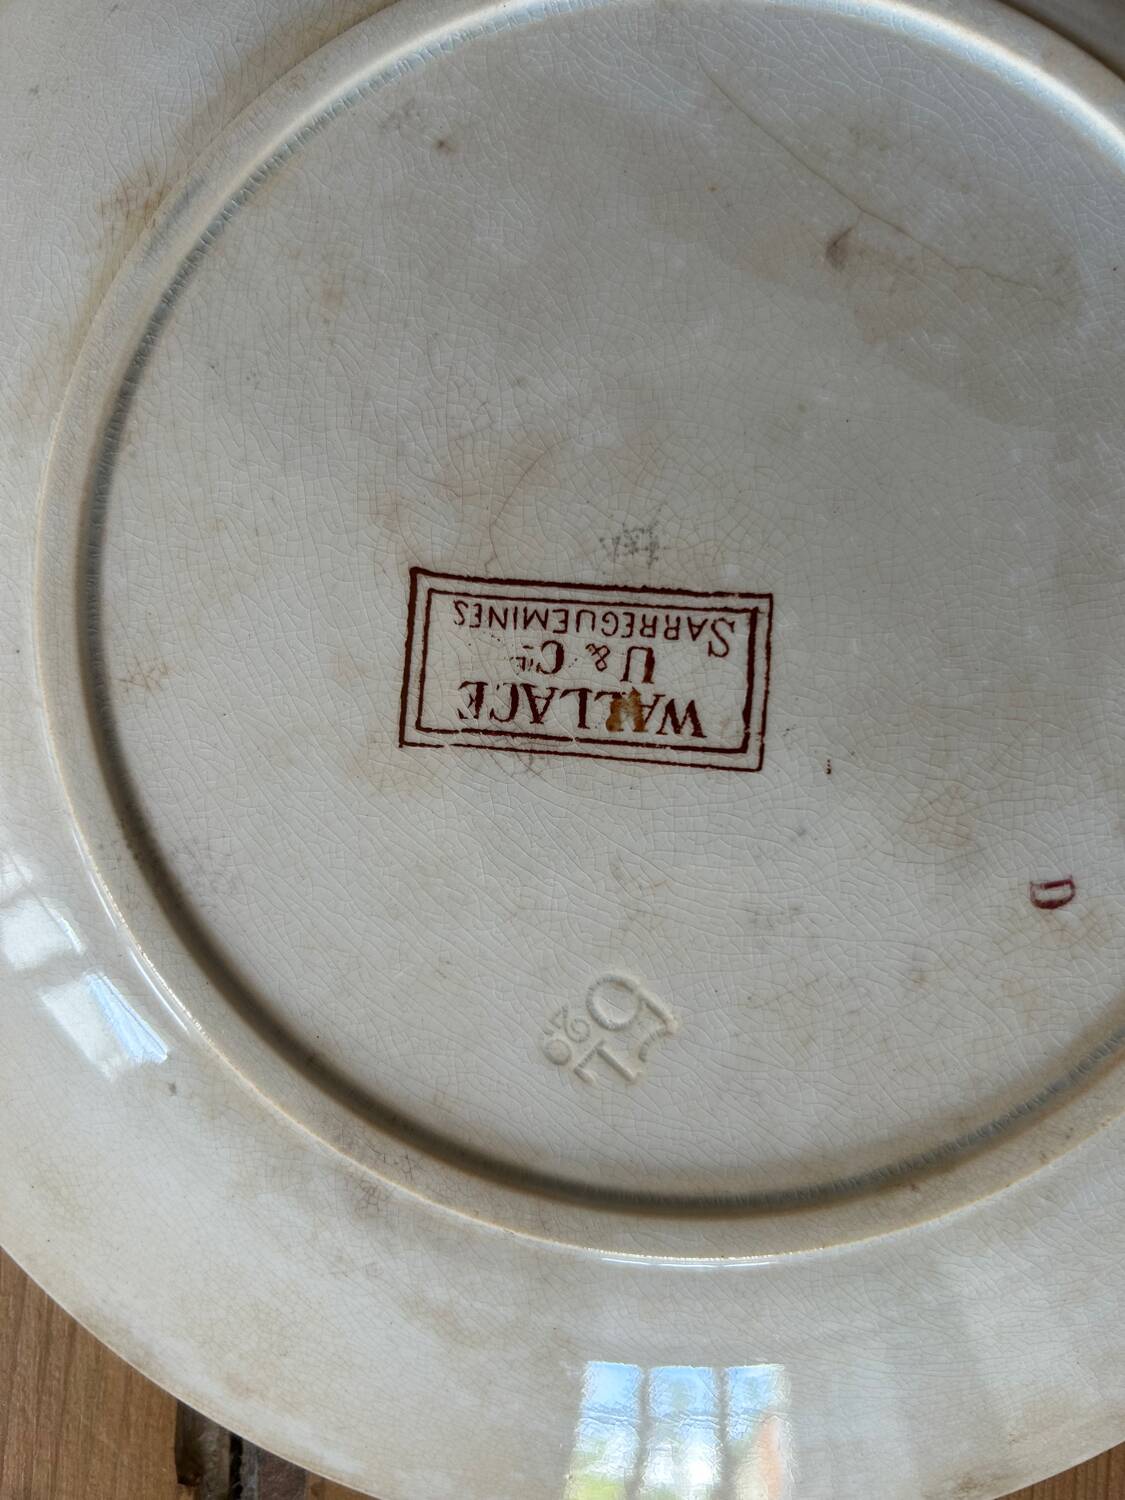 WALLACE
U & Cie
SARREGUEMINES
D